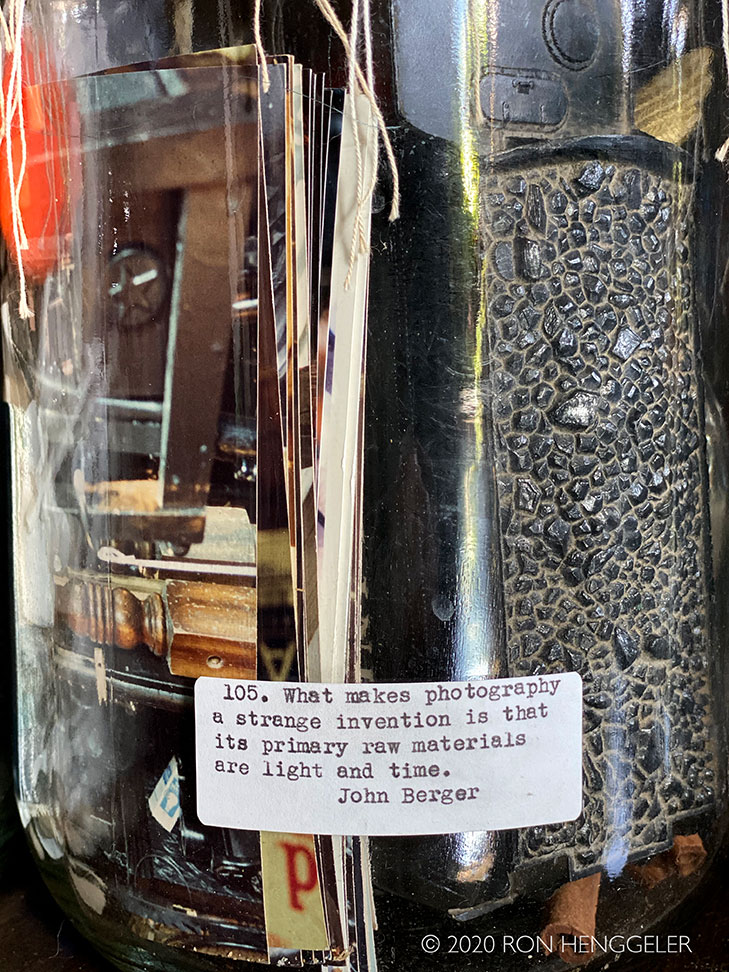 105. What makes photography
a strange invention is that
its primary raw materials
are light and time.
John Berger
p
© 2020 RON HENGGELER